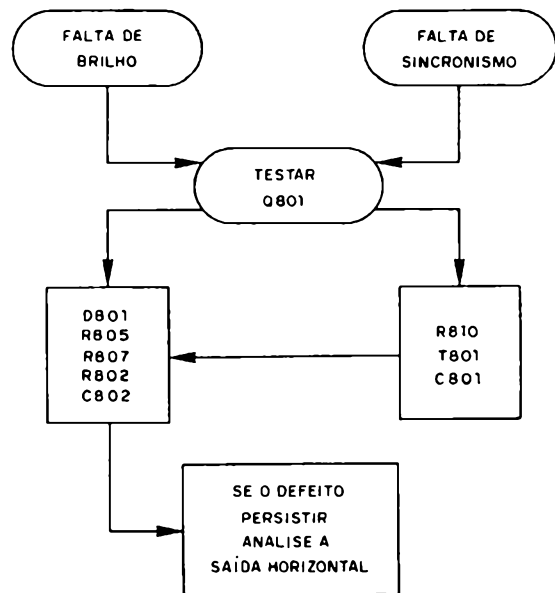 FALTA DE
BRILHO
FALTA DE
SINCRONISMO
TESTAR
Q801
D801
R805
R807
R802
C802
R810
T801
C801
SE O DEFEITO
PERSISTIR
ANALISE A
SAÍDA HORIZONTAL